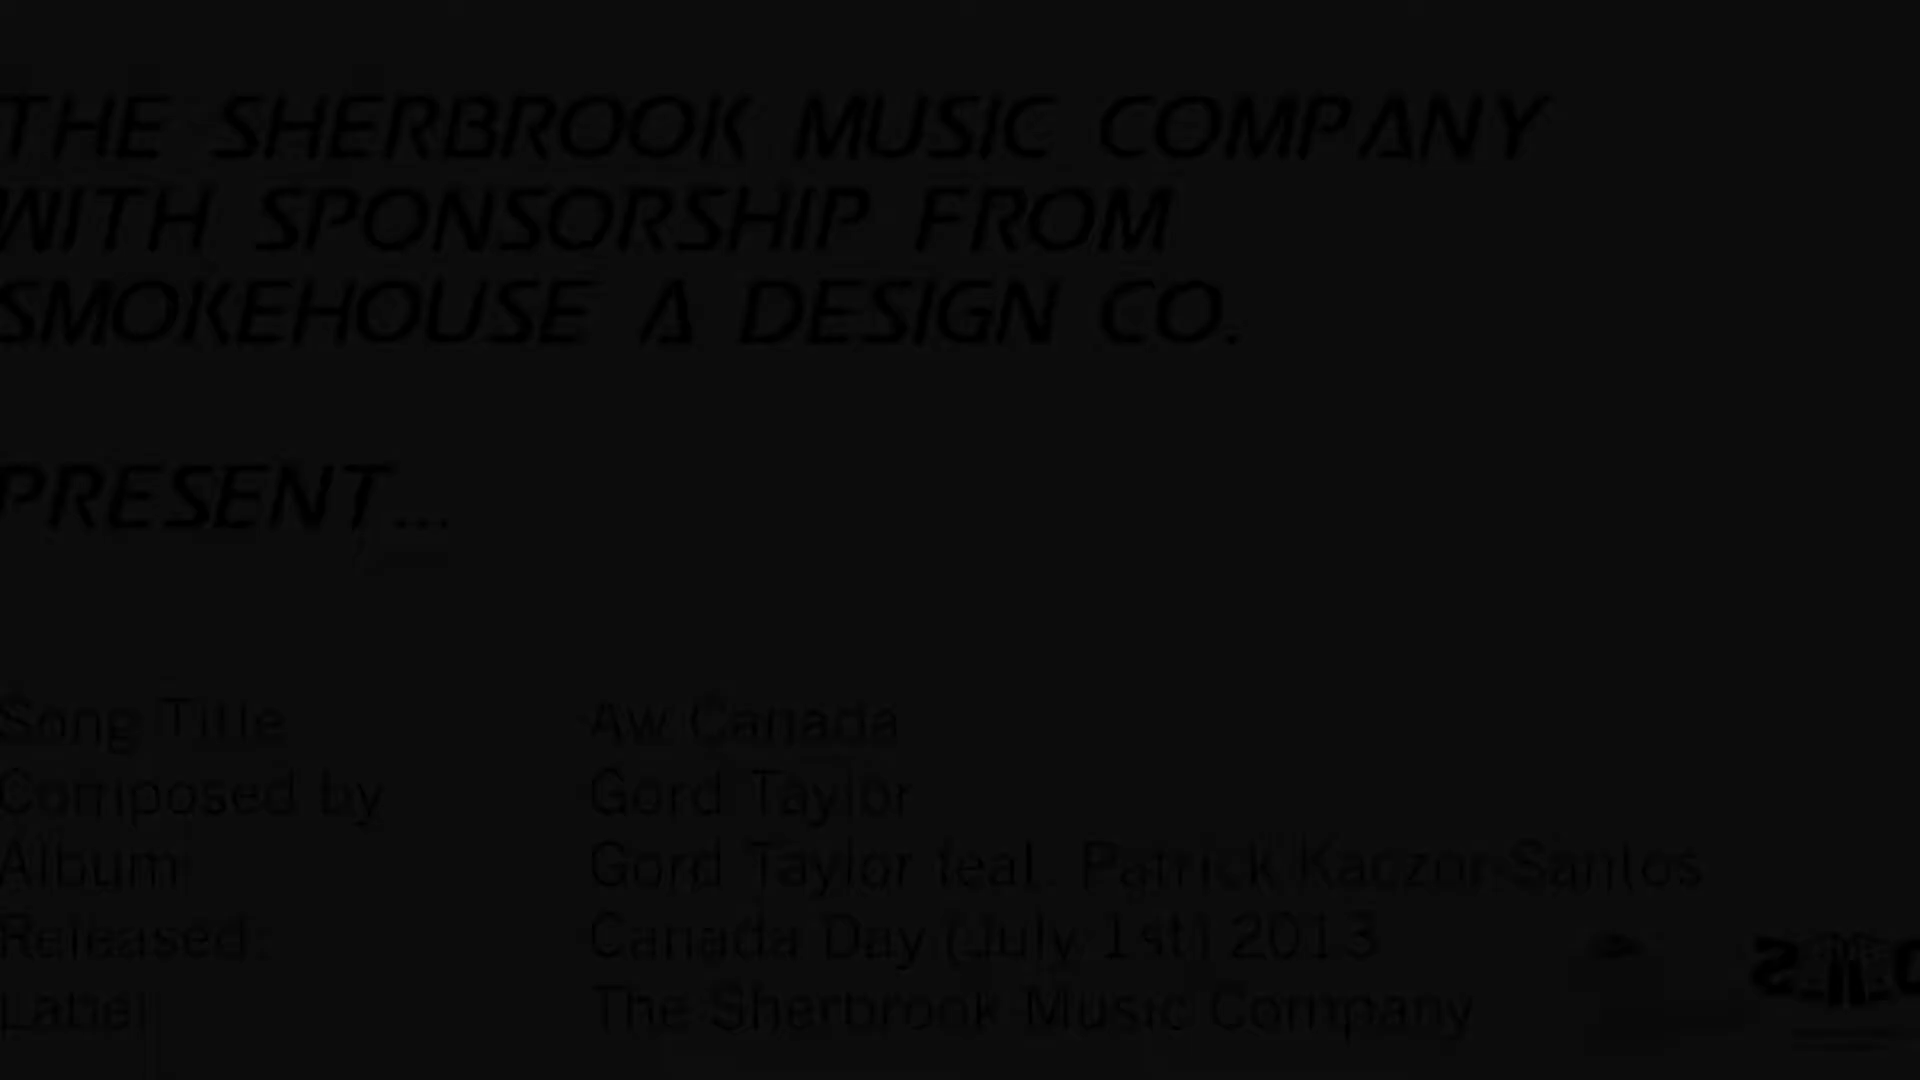 THE SHERBROOK MUSIC COMPANY
WITH SPONSORSHIP FROM
SMOKEHOUSE A DESIGN CO.
PRESENT...
Song Title Aw Canada
Composed by Gord Taylor
Album Gord Taylor feat. Patrick Kaczor-Santos
Released: Canada Day (July 1st) 2013
Label The Sherbrook Music Company